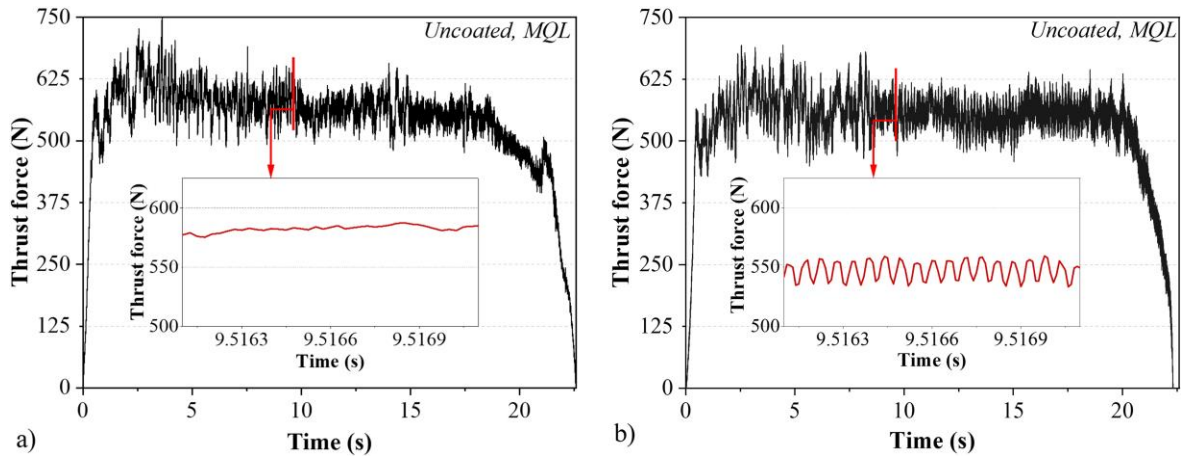 Uncoated, MQL
Thrust force (N)
750
625
500
375
250
125
0
Thrust force (N)
600
550
500
9.5163 9.5166 9.5169
Time (s)
0 5 10 15 20
Time (s)
a)
Uncoated, MQL
Thrust force (N)
750
625
500
375
250
125
0
Thrust force (N)
600
550
500
9.5163 9.5166 9.5169
Time (s)
0 5 10 15 20
Time (s)
b)